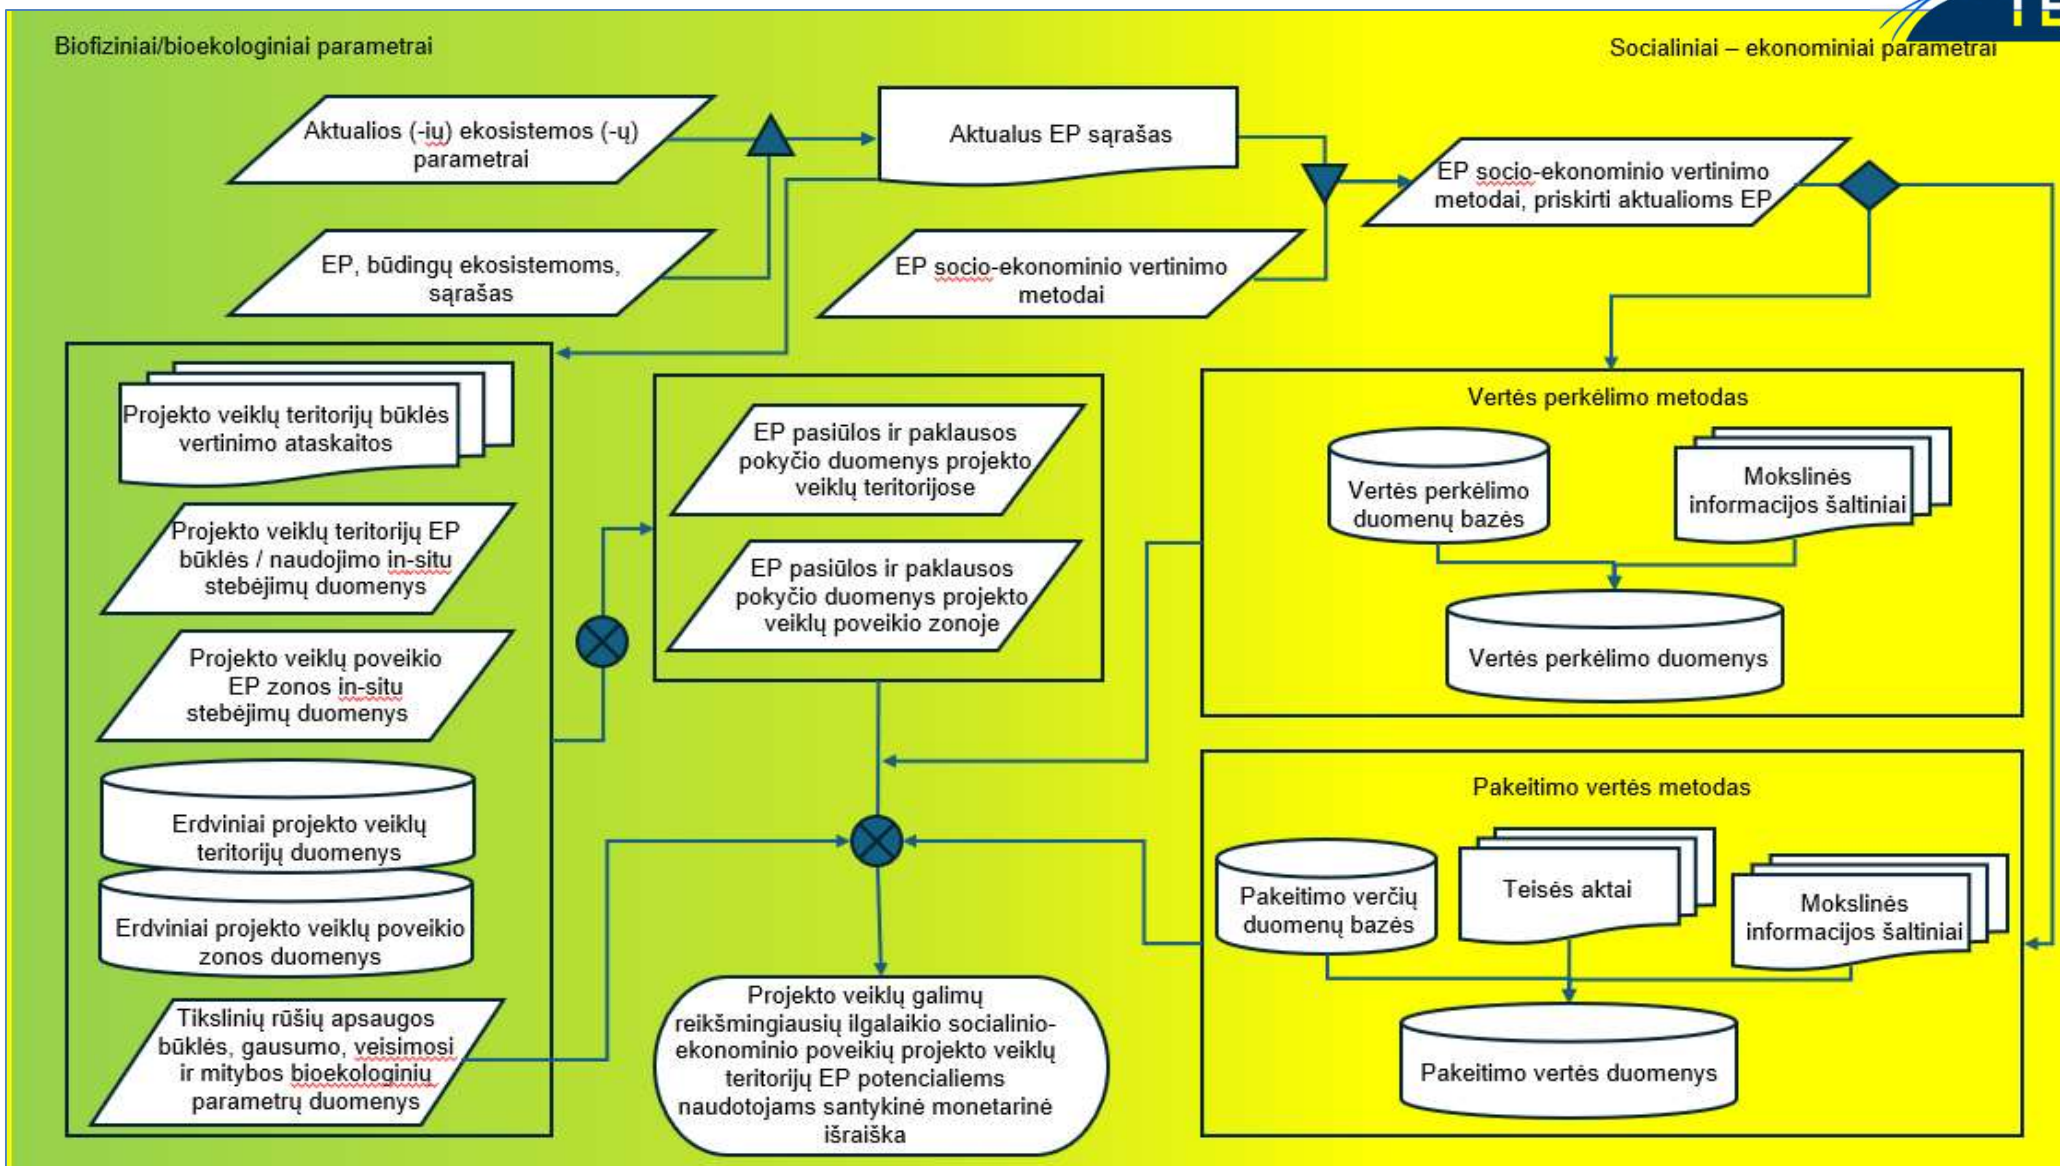 TE
Biofiziniai/bioekologiniai parametrai
Socialiniai – ekonominiai parametrai
Aktualios (-ių) ekosistemos (-ų)
parametrai
Aktualus EP sąrašas
EP socio-ekonominio vertinimo
metodai, priskirti aktualioms EP
EP, būdingų ekosistemoms,
sąrašas
EP socio-ekonominio vertinimo
metodai
Projekto veiklų teritorijų būklės
vertinimo ataskaitos
Projekto veiklų teritorijų EP
būklės / naudojimo in-situ
stebėjimų duomenys
Projekto veiklų poveikio
EP zonos in-situ
stebėjimų duomenys
Erdviniai projekto veiklų
teritorijų duomenys
Erdviniai projekto veiklų poveikio
zonos duomenys
Tikslinių rūšių apsaugos
būklės, gausumo, veisimosi
ir mitybos bioekologinių
parametrų duomenys
EP pasiūlos ir paklausos
pokyčio duomenys projekto
veiklų teritorijose
EP pasiūlos ir paklausos
pokyčio duomenys projekto
veiklų poveikio zonoje
Projekto veiklų galimų
reikšmingiausių ilgalaikio socialinio-
ekonominio poveikių projekto veiklų
teritorijų EP potencialiems
naudotojams santykinė monetarinė
išraiška
Vertės perkėlimo metodas
Vertės perkėlimo
duomenų bazės
Mokslinės
informacijos šaltiniai
Vertės perkėlimo duomenys
Pakeitimo vertės metodas
Pakeitimo verčių
duomenų bazės
Teisės aktai
Mokslinės
informacijos šaltiniai
Pakeitimo vertės duomenys